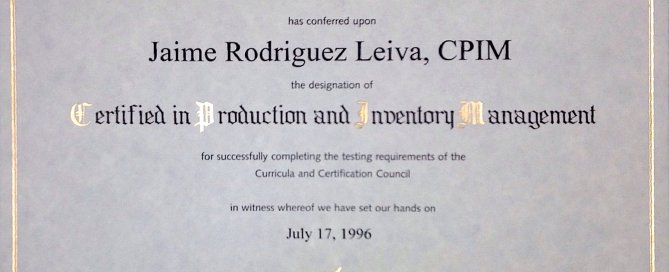 has conferred upon
Jaime Rodriguez Leiva, CPIM
the designation of
Certified in Production and Inventory Management
for successfully completing the testing requirements of the
Curricula and Certification Council
in witness whereof we have set our hands on
July 17, 1996